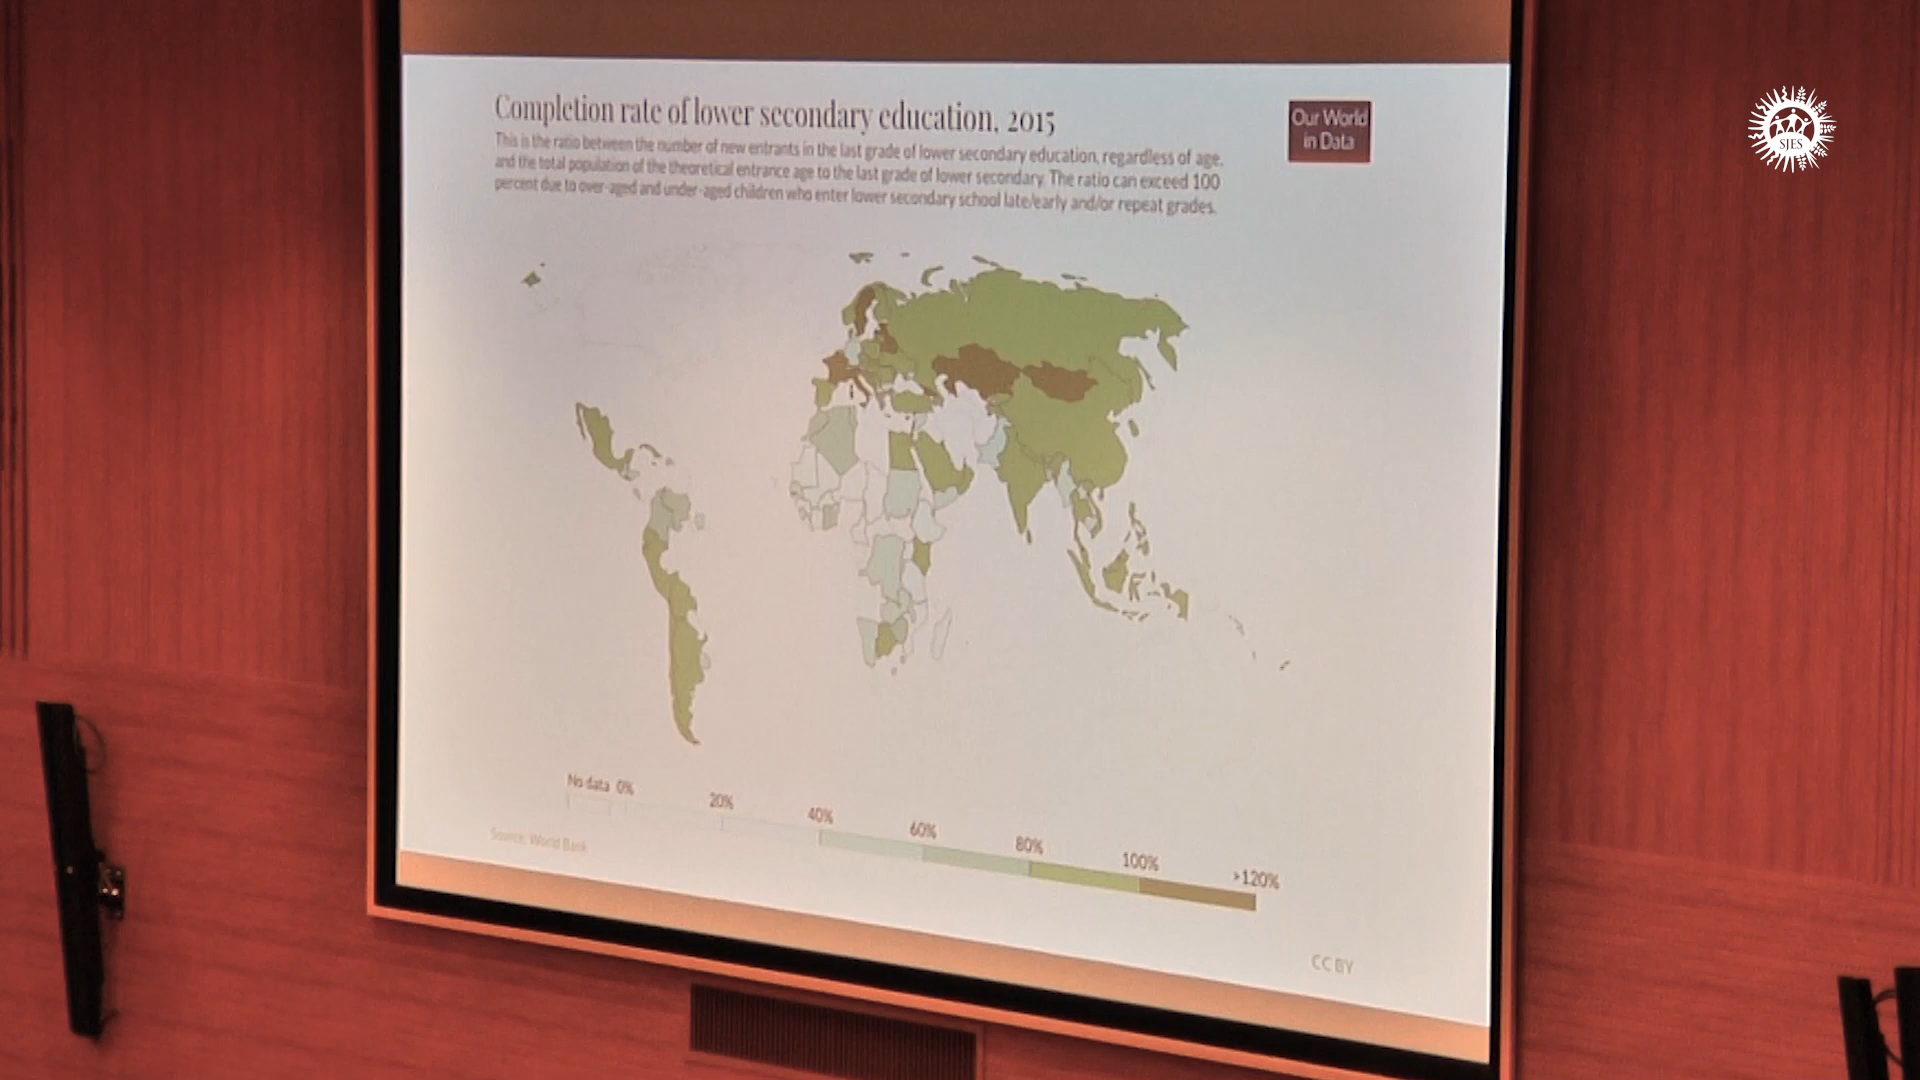 Completion rate of lower secondary education, 2015
This is the ratio between the number of new entrants in the last grade of lower secondary education, regardless of age,
and the total population of the theoretical entrance age to the last grade of lower secondary. The ratio can exceed 100
percent due to over-aged and under-aged children who enter lower secondary school late/early and/or repeat grades.
Our World
in Data
SJES
No data 0% 20% 40% 60% 80% 100% >120%
Source: World Bank
CC BY